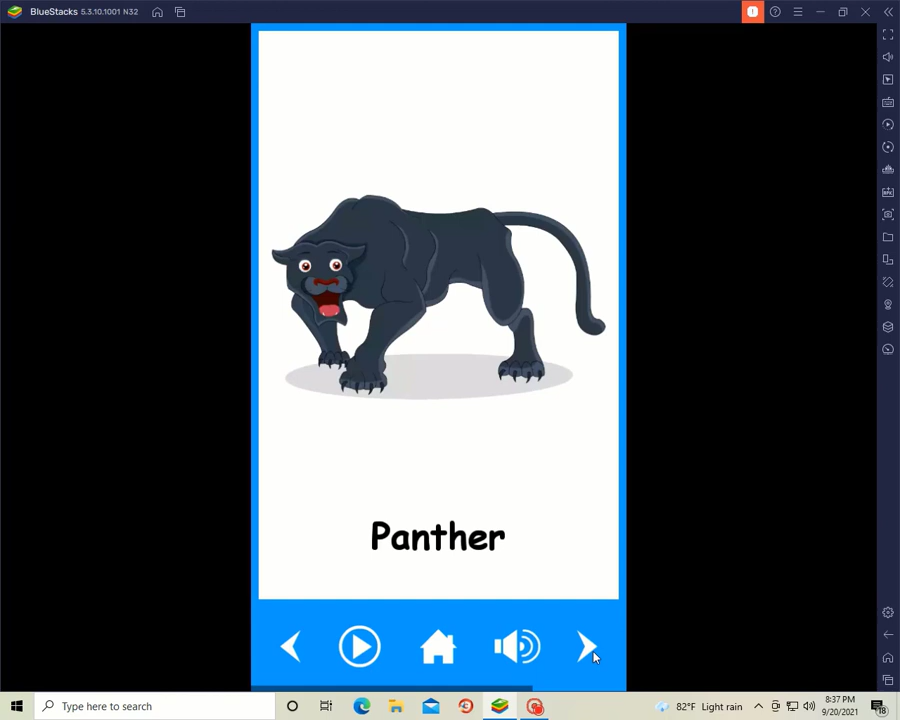 BlueStacks 5.3.10.1001 N32
Panther
Type here to search
82°F Light rain
8:37 PM
9/20/2021
18